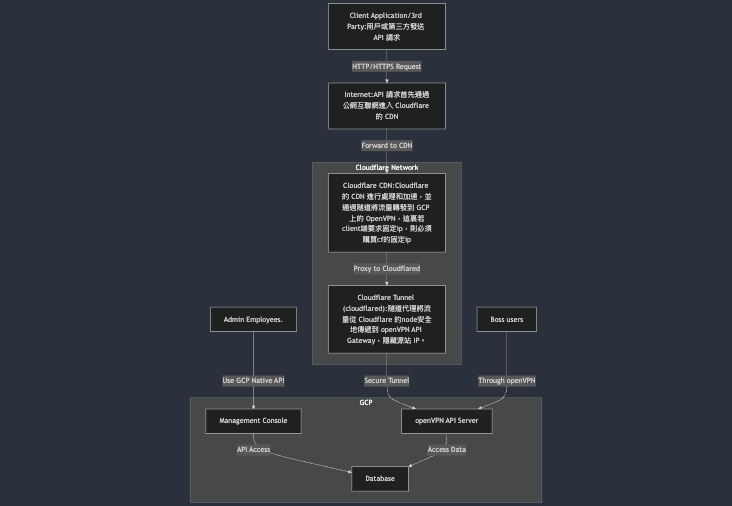 Client Application/3rd
Party:用戶或第三方發送
API 請求
HTTP/HTTPS Request
Internet:API 請求首先通過
公網互聯網進入 Cloudflare
的 CDN
Forward to CDN
Cloudflare Network
Cloudflare CDN:Cloudflare
的 CDN 進行處理和加速，並
通過隧道將流量轉發到 GCP
上的 OpenVPN，這裏若
client端要求固定ip，則必須
購買cf的固定ip
Proxy to Cloudflared
Cloudflare Tunnel
(cloudflared):隧道代理將流
量從 Cloudflare 的node安全
地傳遞到 openVPN API
Gateway，隱藏源站 IP。
Admin Employees.
Boss users
Use GCP Native API
Secure Tunnel
Through openVPN
GCP
Management Console
openVPN API Server
API Access
Access Data
Database